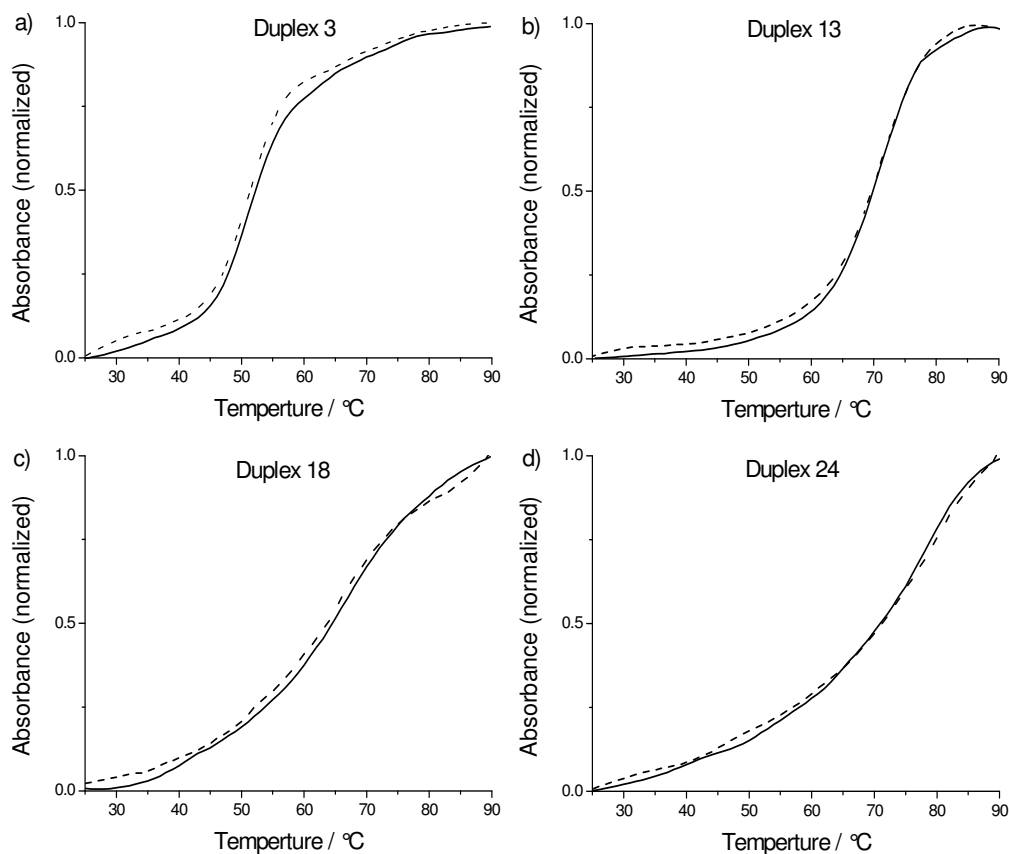 a)
Duplex 3
Absorbance (normalized)
1.0
0.5
0.0
30 40 50 60 70 80 90
Temperture / °C
b)
Duplex 13
Absorbance (normalized)
1.0
0.5
0.0
30 40 50 60 70 80 90
Temperture / °C
c)
Duplex 18
Absorbance (normalized)
1.0
0.5
0.0
30 40 50 60 70 80 90
Temperture / °C
d)
Duplex 24
Absorbance (normalized)
1.0
0.5
0.0
30 40 50 60 70 80 90
Temperture / °C